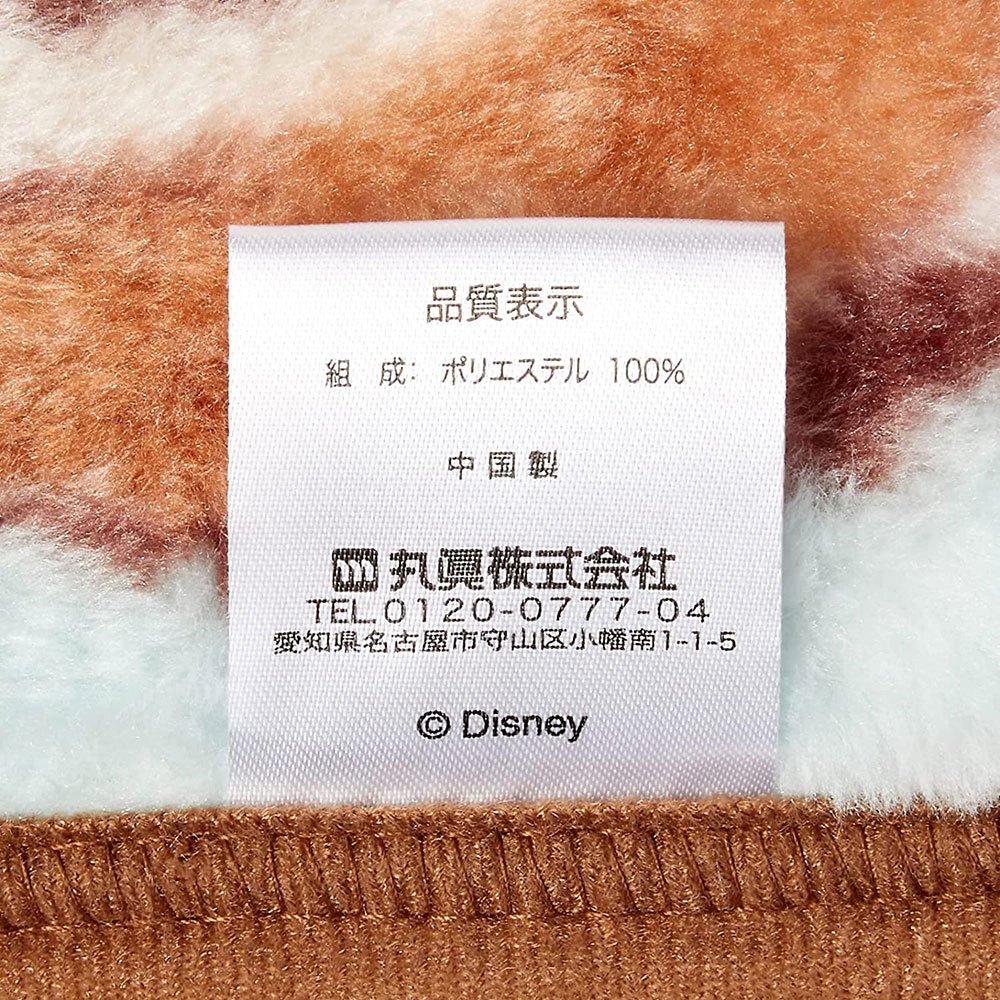 品質表示
組 成: ポリエステル 100%
中国製
丸眞株式会社
TEL.0120-0777-04
愛知県名古屋市守山区小幡南1-1-5
© Disney